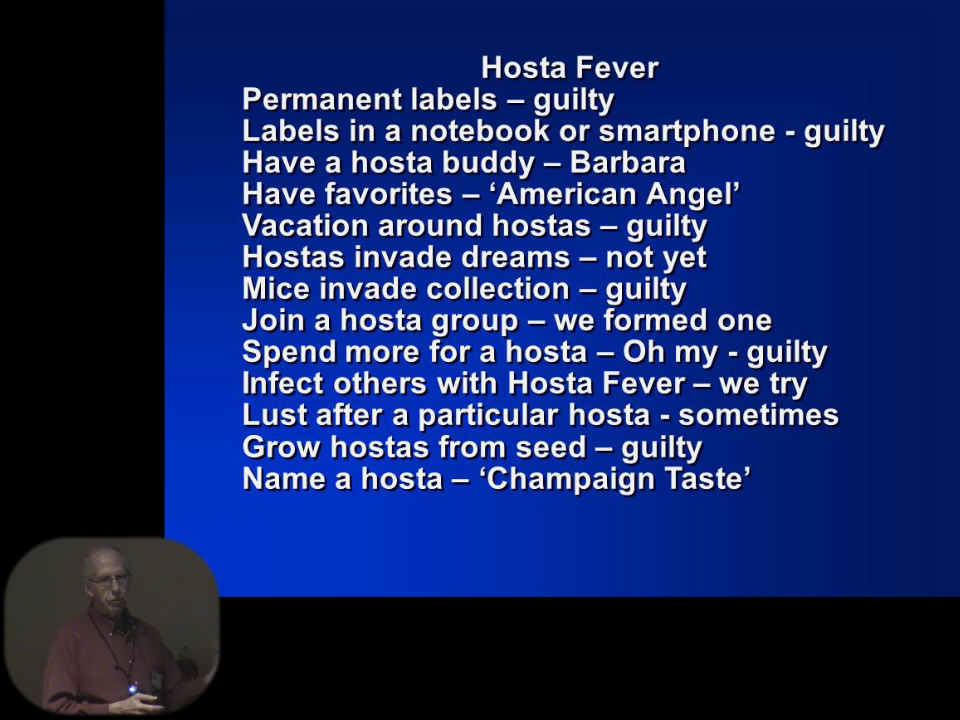 Hosta Fever
Permanent labels – guilty
Labels in a notebook or smartphone - guilty
Have a hosta buddy – Barbara
Have favorites – ‘American Angel’
Vacation around hostas – guilty
Hostas invade dreams – not yet
Mice invade collection – guilty
Join a hosta group – we formed one
Spend more for a hosta – Oh my - guilty
Infect others with Hosta Fever – we try
Lust after a particular hosta - sometimes
Grow hostas from seed – guilty
Name a hosta – ‘Champaign Taste’